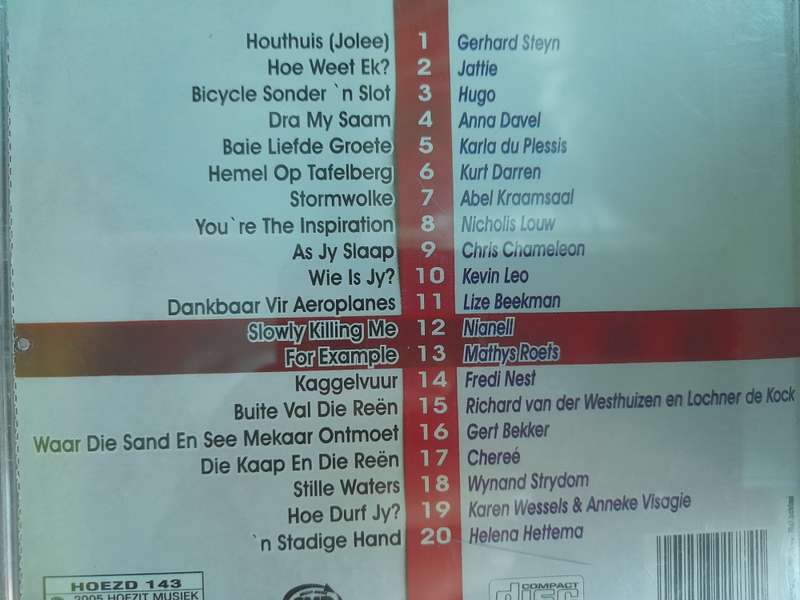 Houthuis (Jolee) 1 Gerhard Steyn
Hoe Weet Ek? 2 Jattie
Bicycle Sonder `n Slot 3 Hugo
Dra My Saam 4 Anna Davel
Baie Liefde Groete 5 Karla du Plessis
Hemel Op Tafelberg 6 Kurt Darren
Stormwolke 7 Abel Kraamsaal
You`re The Inspiration 8 Nicholis Louw
As Jy Slaap 9 Chris Chameleon
Wie Is Jy? 10 Kevin Leo
Dankbaar Vir Aeroplanes 11 Lize Beekman
Slowly Killing Me 12 Nianell
For Example 13 Mathys Roets
Kaggelvuur 14 Fredi Nest
Buite Val Die Reën 15 Richard van der Westhuizen en Lochner de Kock
Waar Die Sand En See Mekaar Ontmoet 16 Gert Bekker
Die Kaap En Die Reën 17 Chereé
Stille Waters 18 Wynand Strydom
Hoe Durf Jy? 19 Karen Wessels & Anneke Visagie
`n Stadige Hand 20 Helena Hettema
HOEZD 143
2005 HOEZIT MUSIEK
COMPACT
disc